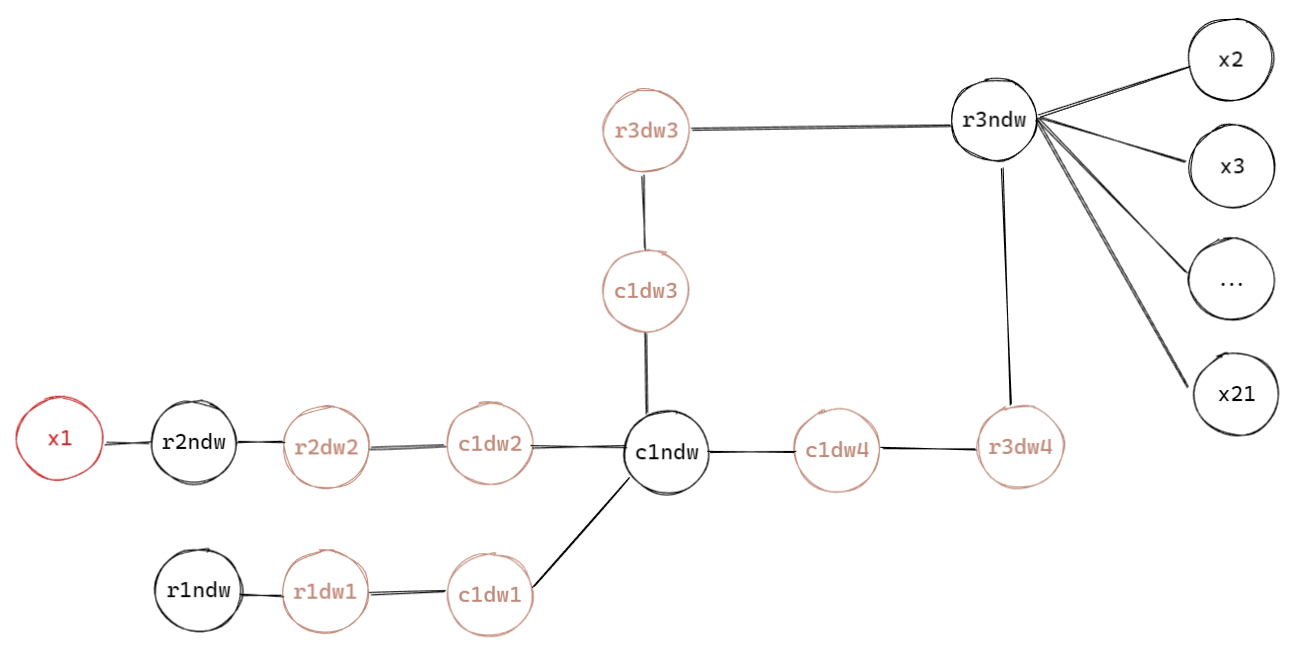 x2
r3ndw
r3dw3
x3
...
c1dw3
x21
x1
r2ndw
r2dw2
c1dw2
c1ndw
c1dw4
r3dw4
r1ndw
r1dw1
c1dw1